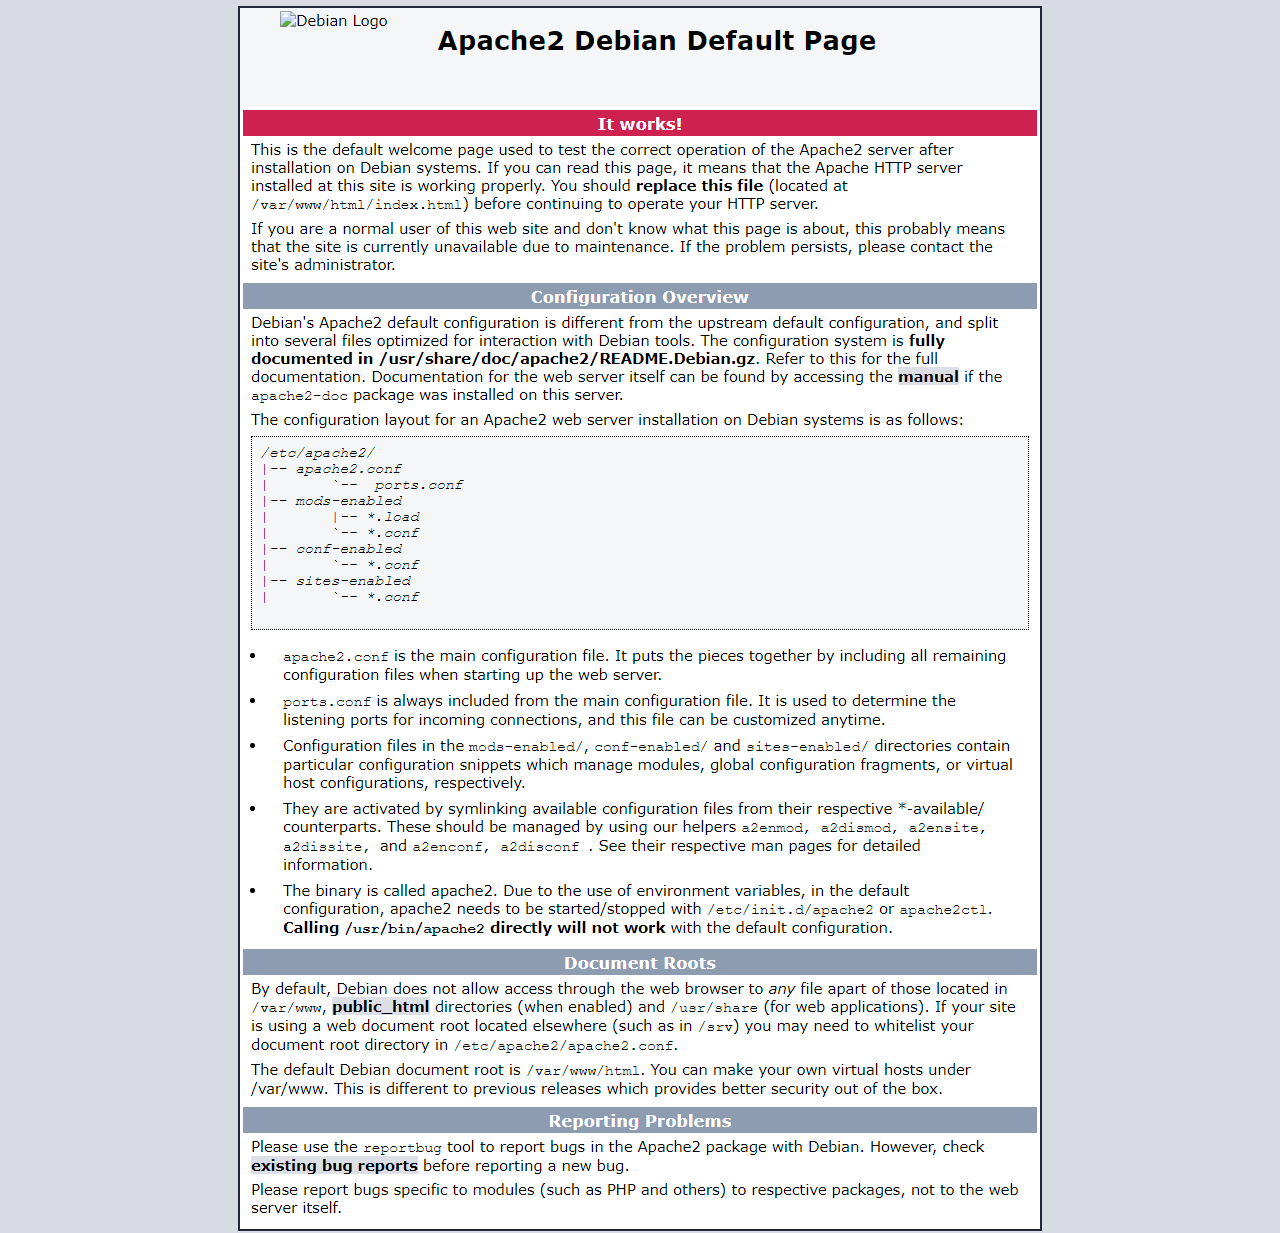 Debian Logo
Apache2 Debian Default Page
It works!
This is the default welcome page used to test the correct operation of the Apache2 server after
installation on Debian systems. If you can read this page, it means that the Apache HTTP server
installed at this site is working properly. You should replace this file (located at
/var/www/html/index.html) before continuing to operate your HTTP server.
If you are a normal user of this web site and don't know what this page is about, this probably means
that the site is currently unavailable due to maintenance. If the problem persists, please contact the
site's administrator.
Configuration Overview
Debian's Apache2 default configuration is different from the upstream default configuration, and split
into several files optimized for interaction with Debian tools. The configuration system is fully
documented in /usr/share/doc/apache2/README.Debian.gz. Refer to this for the full
documentation. Documentation for the web server itself can be found by accessing the manual if the
apache2-doc package was installed on this server.
The configuration layout for an Apache2 web server installation on Debian systems is as follows:
/etc/apache2/
|-- apache2.conf
|       `--  ports.conf
|-- mods-enabled
|       |-- *.load
|       `-- *.conf
|-- conf-enabled
|       `-- *.conf
|-- sites-enabled
|       `-- *.conf
• apache2.conf is the main configuration file. It puts the pieces together by including all remaining
configuration files when starting up the web server.
• ports.conf is always included from the main configuration file. It is used to determine the
listening ports for incoming connections, and this file can be customized anytime.
• Configuration files in the mods-enabled/, conf-enabled/ and sites-enabled/ directories contain
particular configuration snippets which manage modules, global configuration fragments, or virtual
host configurations, respectively.
• They are activated by symlinking available configuration files from their respective *-available/
counterparts. These should be managed by using our helpers a2enmod, a2dismod, a2ensite,
a2dissite, and a2enconf, a2disconf . See their respective man pages for detailed
information.
• The binary is called apache2. Due to the use of environment variables, in the default
configuration, apache2 needs to be started/stopped with /etc/init.d/apache2 or apache2ctl.
Calling /usr/bin/apache2 directly will not work with the default configuration.
Document Roots
By default, Debian does not allow access through the web browser to any file apart of those located in
/var/www, public_html directories (when enabled) and /usr/share (for web applications). If your site
is using a web document root located elsewhere (such as in /srv) you may need to whitelist your
document root directory in /etc/apache2/apache2.conf.
The default Debian document root is /var/www/html. You can make your own virtual hosts under
/var/www. This is different to previous releases which provides better security out of the box.
Reporting Problems
Please use the reportbug tool to report bugs in the Apache2 package with Debian. However, check
existing bug reports before reporting a new bug.
Please report bugs specific to modules (such as PHP and others) to respective packages, not to the web
server itself.